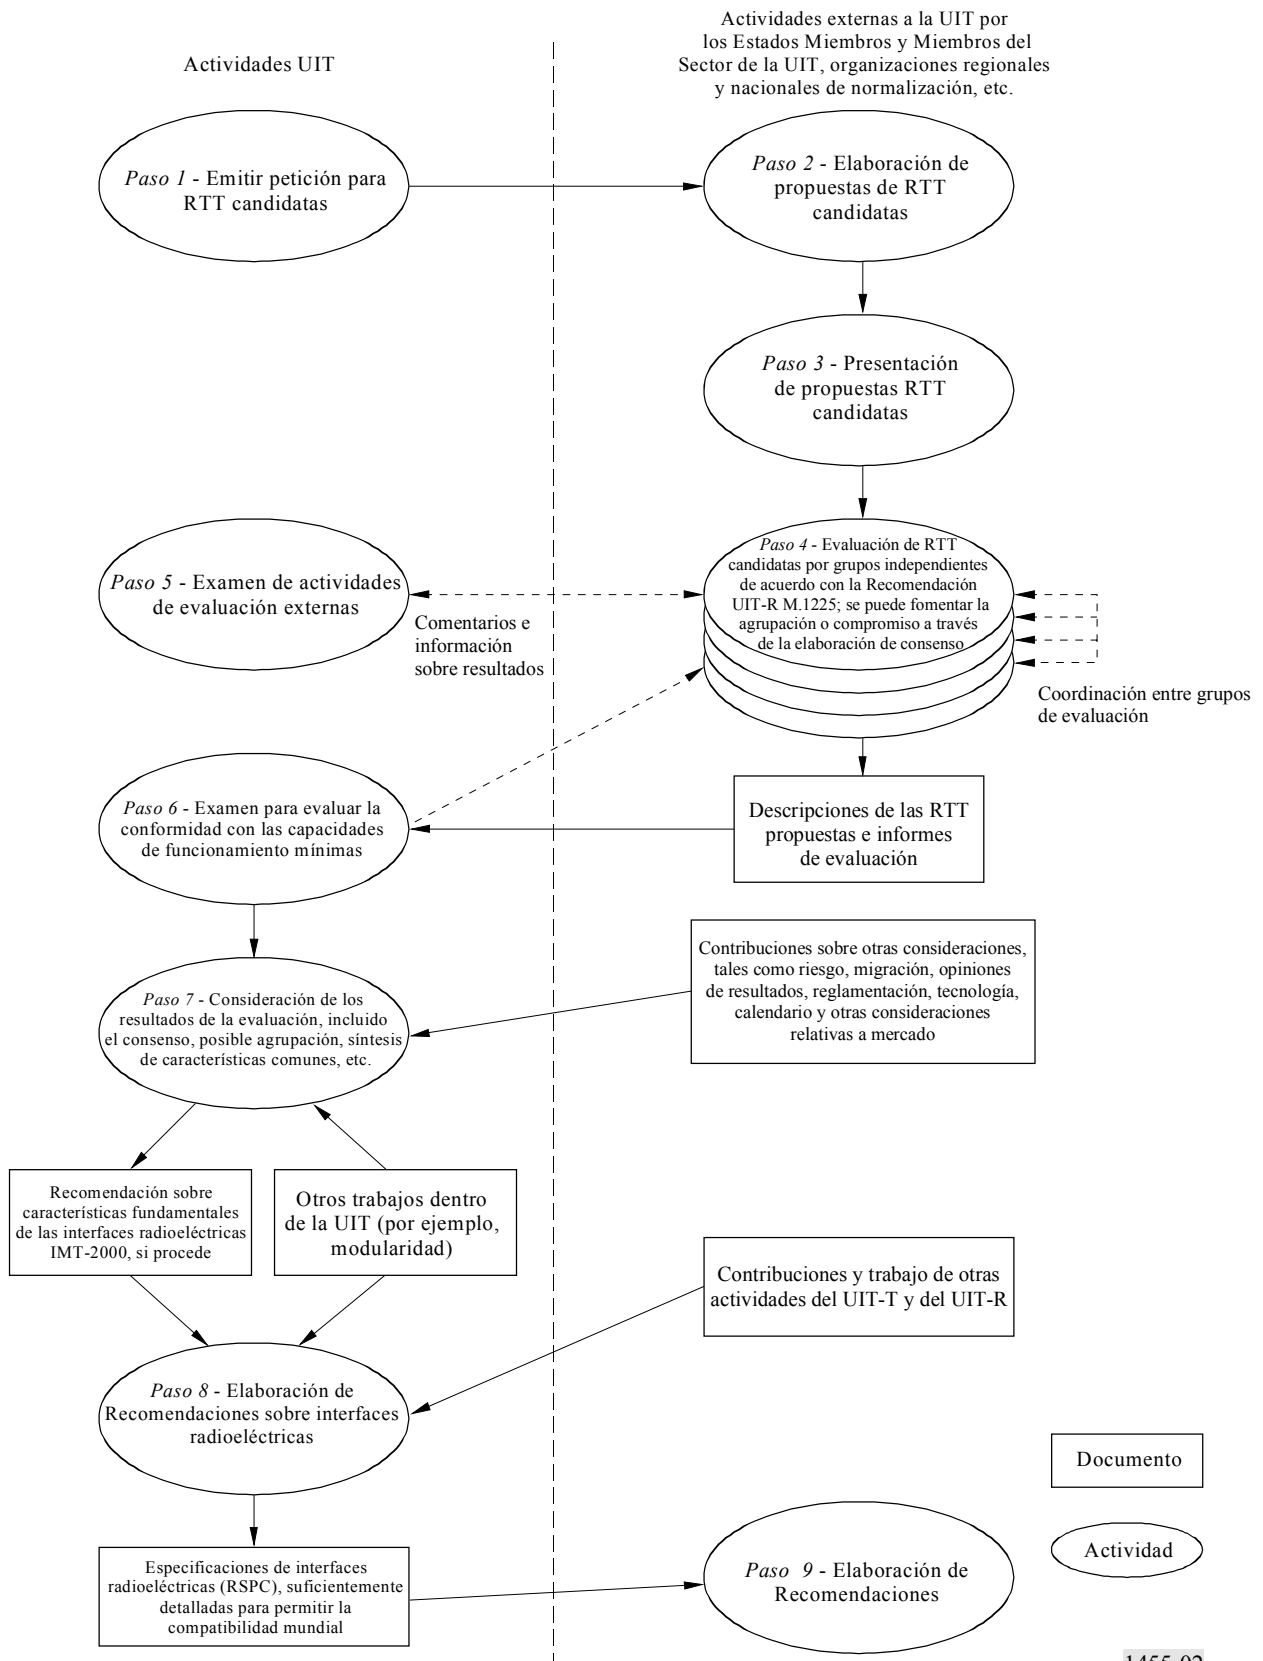 Actividades UIT
Actividades externas a la UIT por
los Estados Miembros y Miembros del
Sector de la UIT, organizaciones regionales
y nacionales de normalización, etc.
Paso 1 - Emitir petición para
RTT candidatas
Paso 2 - Elaboración de
propuestas de RTT
candidatas
Paso 3 - Presentación
de propuestas RTT
candidatas
Paso 4 - Evaluación de RTT
candidatas por grupos independientes
de acuerdo con la Recomendación
UIT-R M.1225; se puede fomentar la
agrupación o compromiso a través
de la elaboración de consenso
Paso 5 - Examen de actividades
de evaluación externas
Comentarios e
información
sobre resultados
Coordinación entre grupos
de evaluación
Paso 6 - Examen para evaluar la
conformidad con las capacidades
de funcionamiento mínimas
Descripciones de las RTT
propuestas e informes
de evaluación
Contribuciones sobre otras consideraciones,
tales como riesgo, migración, opiniones
de resultados, reglamentación, tecnología,
calendario y otras consideraciones
relativas a mercado
Paso 7 - Consideración de los
resultados de la evaluación, incluido
el consenso, posible agrupación, síntesis
de características comunes, etc.
Recomendación sobre
características fundamentales
de las interfaces radioeléctricas
IMT-2000, si procede
Otros trabajos dentro
de la UIT (por ejemplo,
modularidad)
Contribuciones y trabajo de otras
actividades del UIT-T y del UIT-R
Paso 8 - Elaboración de
Recomendaciones sobre interfaces
radioeléctricas
Documento
Actividad
Especificaciones de interfaces
radioeléctricas (RSPC), suficientemente
detalladas para permitir la
compatibilidad mundial
Paso 9 - Elaboración de
Recomendaciones
1455-02